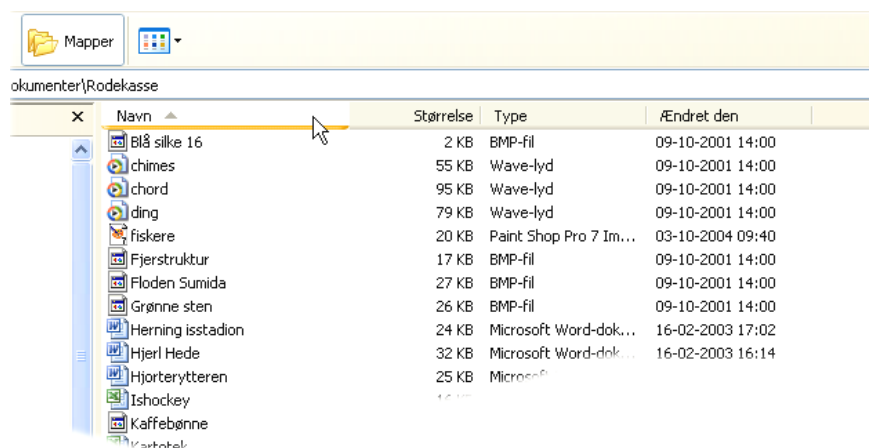 Mapper
okumenter\Rodekasse
Navn Størrelse Type Ændret den
Blå silke 16 2 KB BMP-fil 09-10-2001 14:00
chimes 55 KB Wave-lyd 09-10-2001 14:00
chord 95 KB Wave-lyd 09-10-2001 14:00
ding 79 KB Wave-lyd 09-10-2001 14:00
fiskere 20 KB Paint Shop Pro 7 Im... 03-10-2004 09:40
Fjerstruktur 17 KB BMP-fil 09-10-2001 14:00
Floden Sumida 27 KB BMP-fil 09-10-2001 14:00
Grønne sten 26 KB BMP-fil 09-10-2001 14:00
Herning isstadion 24 KB Microsoft Word-dok... 16-02-2003 17:02
Hjerl Hede 32 KB Microsoft Word-dok... 16-02-2003 16:14
Hjorterytteren 25 KB
Ishockey
Kaffebønne
Kartotek